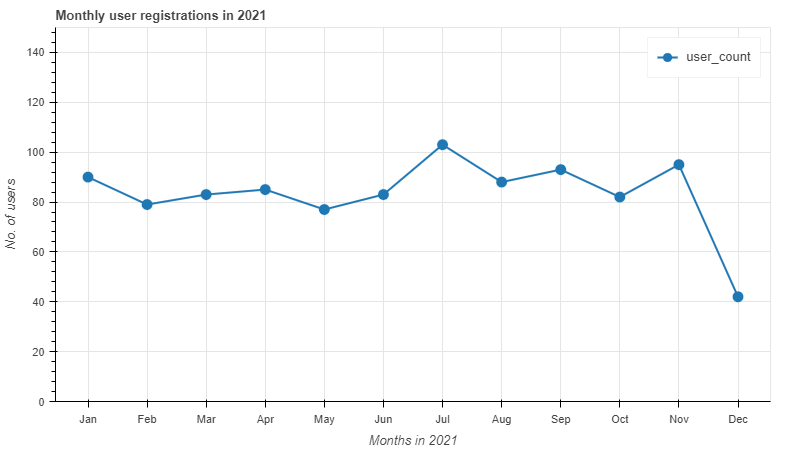 Monthly user registrations in 2021
user_count
140
120
100
80
60
40
20
0
No. of users
Jan Feb Mar Apr May Jun Jul Aug Sep Oct Nov Dec
Months in 2021